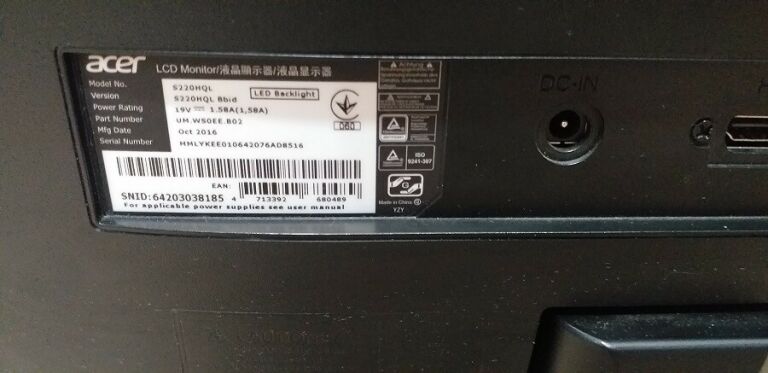 acer LCD Monitor/液晶顯示器/液晶显示器
Model No. S220HQL
Version S220HQL Bbid LED Backlight
Power Rating 19V 1.58A(1,58A)
Part Number UM.WS0EE.B02
Mfg Date Oct 2016
Serial Number MMLYKEE010642076AD8516
D60
EAN:
SNID:64203038185 4 713392 680489
For applicable power supplies see user manual
Achtung
ISO
9241-307
Made in China
YZY
DC-IN
H